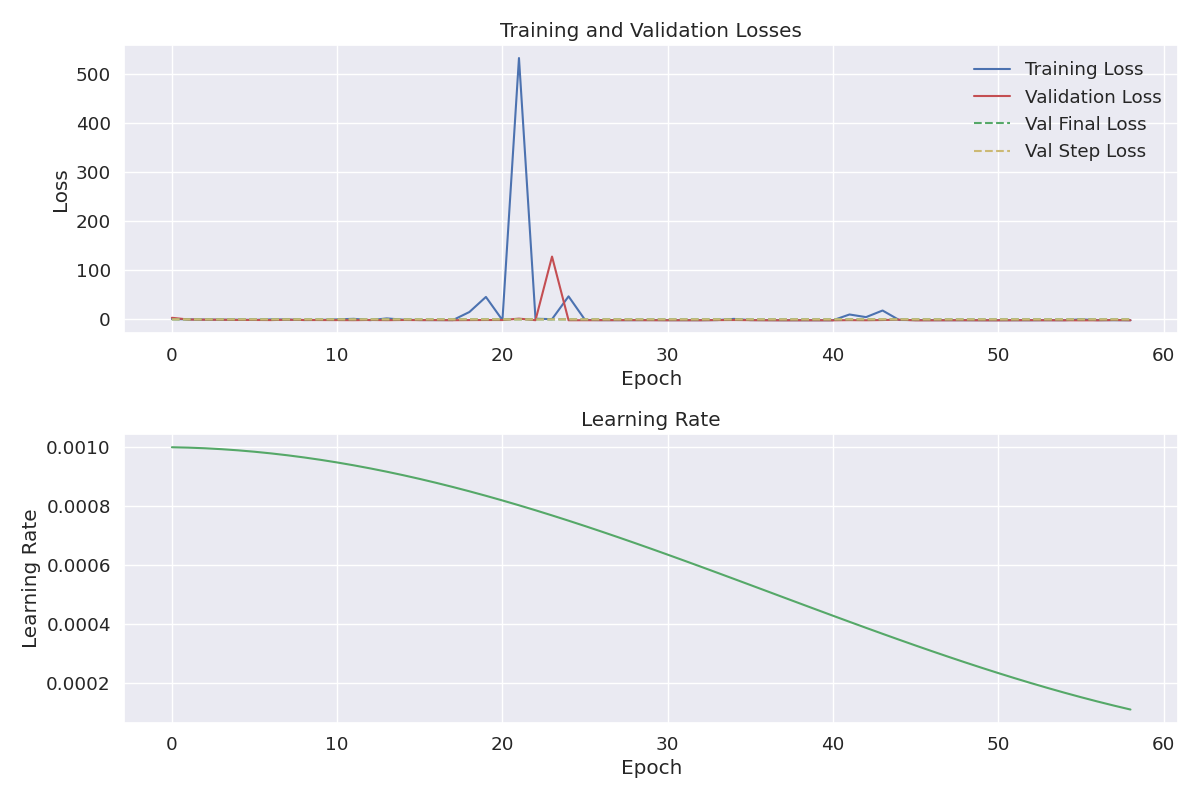 Training and Validation Losses
500
400
300
200
100
0
Loss
Training Loss
Validation Loss
Val Final Loss
Val Step Loss
0 10 20 30 40 50 60
Epoch
Learning Rate
0.0010
0.0008
0.0006
0.0004
0.0002
Learning Rate
0 10 20 30 40 50 60
Epoch